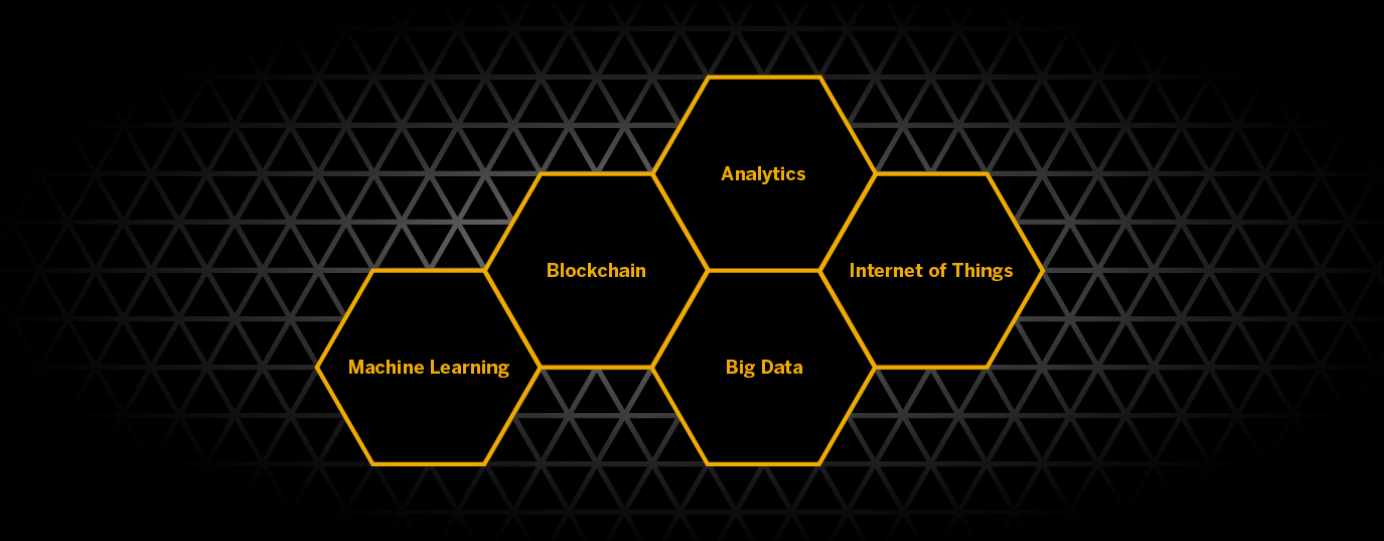 Analytics
Blockchain
Internet of Things
Machine Learning
Big Data